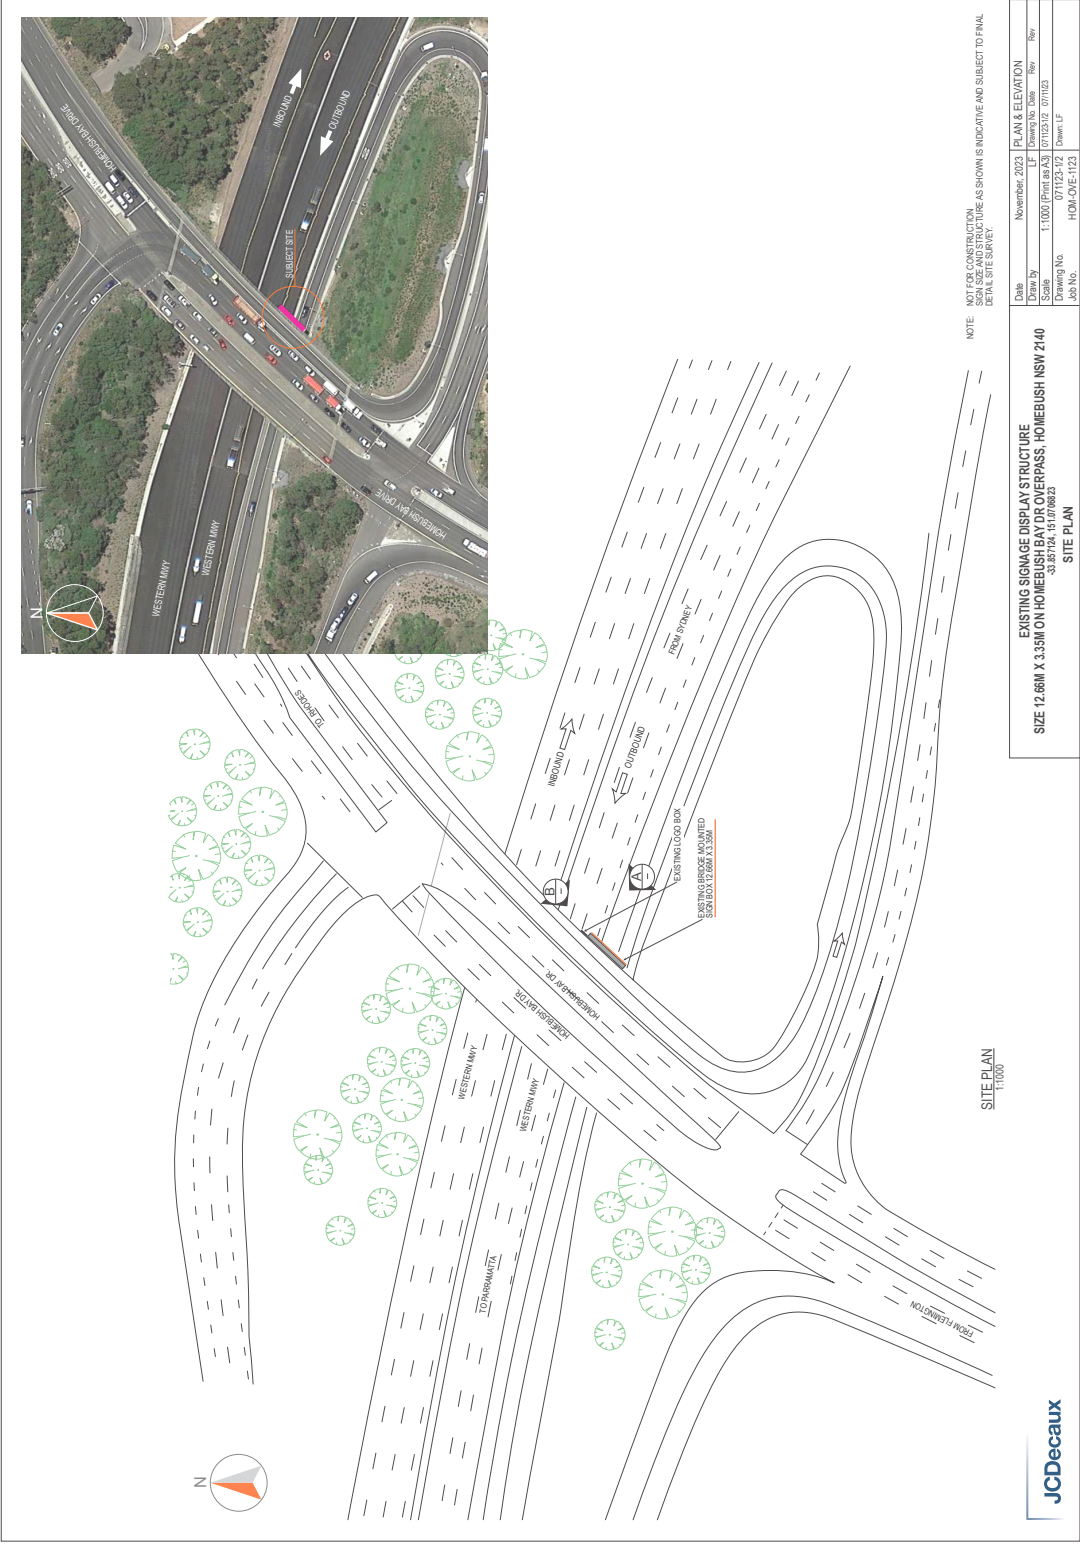 N
WESTERN MWY
WESTERN MWY
HOMEBUSH BAY DRIVE
HOMEBUSH BAY DRIVE
INBOUND
OUTBOUND
SUBJECT SITE
N
TO RHODES
INBOUND
OUTBOUND
FROM SYDNEY
B
A
EXISTING LOGO BOX
EXISTING BRIDGE MOUNTED
SIGN BOX 12.66M X 3.35M
HOMEBUSH BAY DR.
HOMEBUSH BAY DR.
WESTERN MWY
WESTERN MWY
TO PARRAMATTA
FROM FLEMINGTON
SITE PLAN
1:1000
NOTE: NOT FOR CONSTRUCTION
SIGN SIZE AND STRUCTURE AS SHOWN IS INDICATIVE AND SUBJECT TO FINAL
DETAIL SITE SURVEY.
JCDecaux
EXISTING SIGNAGE DISPLAY STRUCTURE
SIZE 12.66M X 3.35M ON HOMEBUSH BAY DR OVERPASS, HOMEBUSH NSW 2140
-33.857124, 151.0706823
SITE PLAN
Date November, 2023 PLAN & ELEVATION
Draw by LF Drawing No. Date Rev Rev
Scale 1:1000 (Print as A3) 071123-1/2 07/11/23
Drawing No. 071123-1/2 Drawn: LF
Job No. HOM-OVE-1123